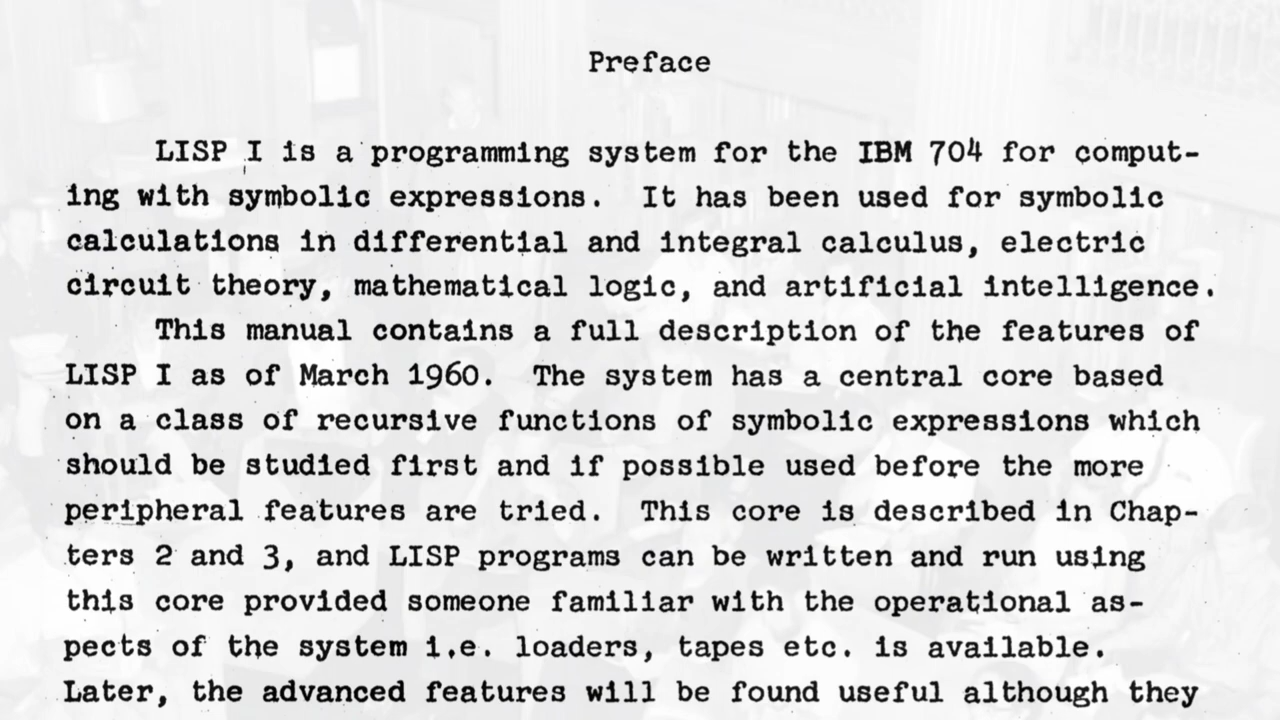 Preface
LISP I is a programming system for the IBM 704 for comput-
ing with symbolic expressions. It has been used for symbolic
calculations in differential and integral calculus, electric
circuit theory, mathematical logic, and artificial intelligence.
This manual contains a full description of the features of
LISP I as of March 1960. The system has a central core based
on a class of recursive functions of symbolic expressions which
should be studied first and if possible used before the more
peripheral features are tried. This core is described in Chap-
ters 2 and 3, and LISP programs can be written and run using
this core provided someone familiar with the operational as-
pects of the system i.e. loaders, tapes etc. is available.
Later, the advanced features will be found useful although they